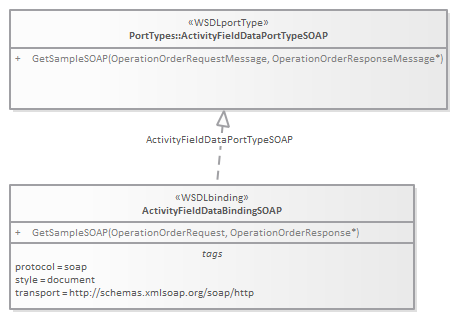 «WSDLportType»
PortTypes::ActivityFieldDataPortTypeSOAP
+ GetSampleSOAP(OperationOrderRequestMessage, OperationOrderResponseMessage*)
ActivityFieldDataPortTypeSOAP
«WSDLbinding»
ActivityFieldDataBindingSOAP
+ GetSampleSOAP(OperationOrderRequest, OperationOrderResponse*)
tags
protocol = soap
style = document
transport = http://schemas.xmlsoap.org/soap/http